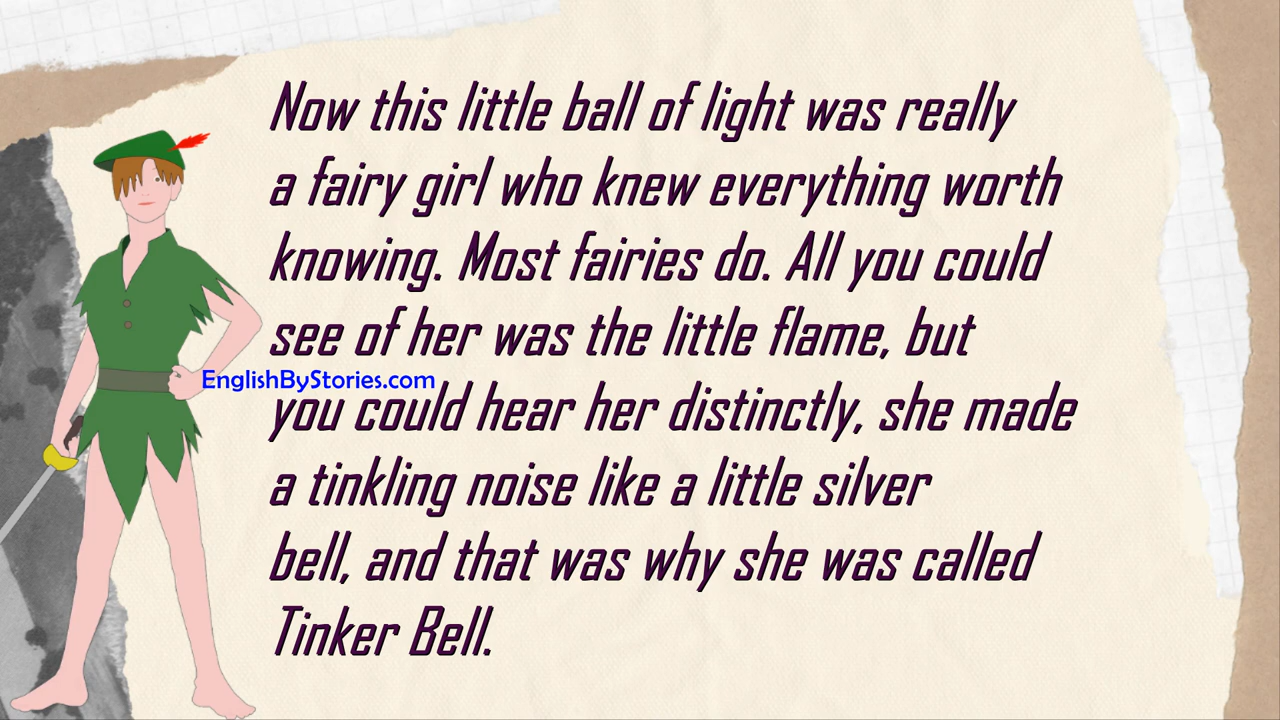 Now this little ball of light was really
a fairy girl who knew everything worth
knowing. Most fairies do. All you could
see of her was the little flame, but
EnglishByStories.com
you could hear her distinctly, she made
a tinkling noise like a little silver
bell, and that was why she was called
Tinker Bell.